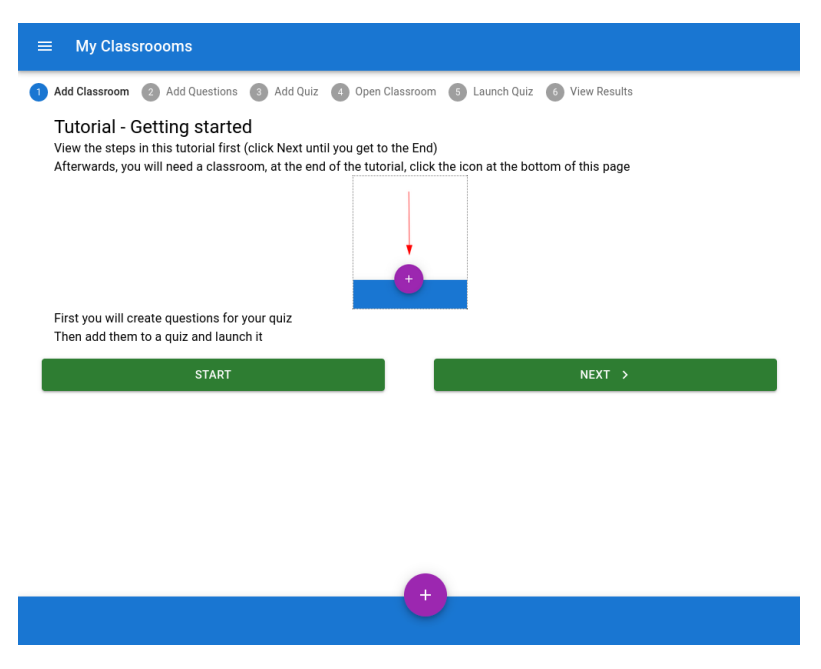 My Classroooms
1 Add Classroom 2 Add Questions 3 Add Quiz 4 Open Classroom 5 Launch Quiz 6 View Results
Tutorial - Getting started
View the steps in this tutorial first (click Next until you get to the End)
Afterwards, you will need a classroom, at the end of the tutorial, click the icon at the bottom of this page
+
First you will create questions for your quiz
Then add them to a quiz and launch it
START NEXT >
+